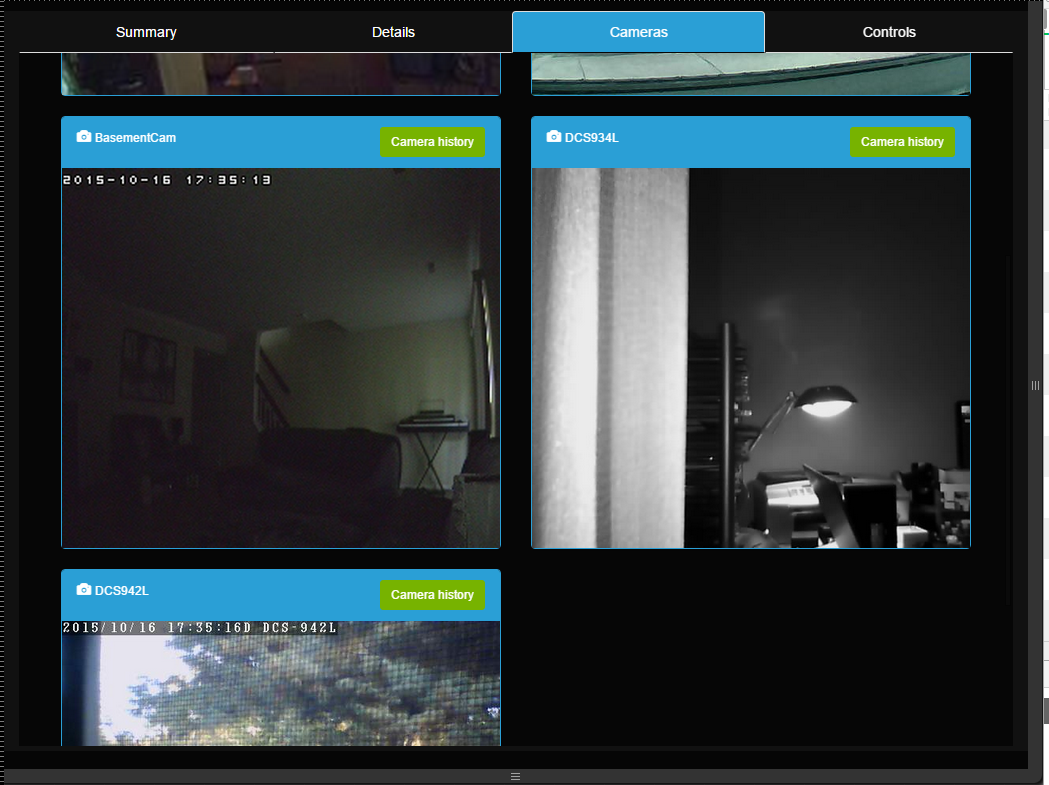 Summary
Details
Cameras
Controls
BasementCam
Camera history
DCS934L
Camera history
2015-10-16 17:35:13
DCS942L
Camera history
2015/10/16 17:35:16D DCS-942L